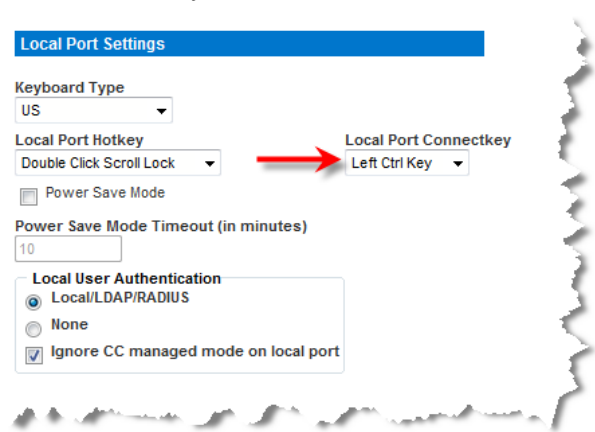 Local Port Settings
Keyboard Type
US
Local Port Hotkey Local Port Connectkey
Double Click Scroll Lock Left Ctrl Key
Power Save Mode
Power Save Mode Timeout (in minutes)
10
Local User Authentication
Local/LDAP/RADIUS
None
Ignore CC managed mode on local port